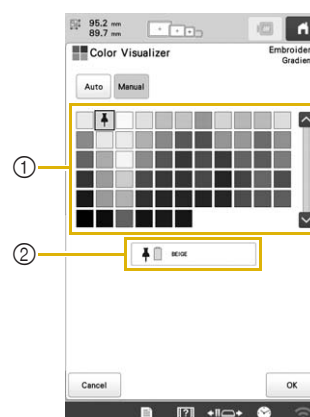 95.2 mm
89.7 mm
Color Visualizer
Embroider
Gradien
Auto
Manual
①
② BEIGE
Cancel
OK